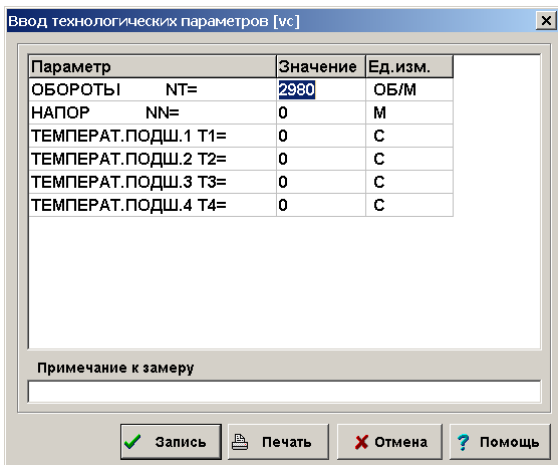 Ввод технологических параметров [vc]
Параметр Значение Ед.изм.
ОБОРОТЫ NT= 2980 ОБ/М
НАПОР NN= 0 М
ТЕМПЕРАТ.ПОДШ.1 T1= 0 С
ТЕМПЕРАТ.ПОДШ.2 T2= 0 С
ТЕМПЕРАТ.ПОДШ.3 T3= 0 С
ТЕМПЕРАТ.ПОДШ.4 T4= 0 С
Примечание к замеру
Запись Печать Отмена Помощь